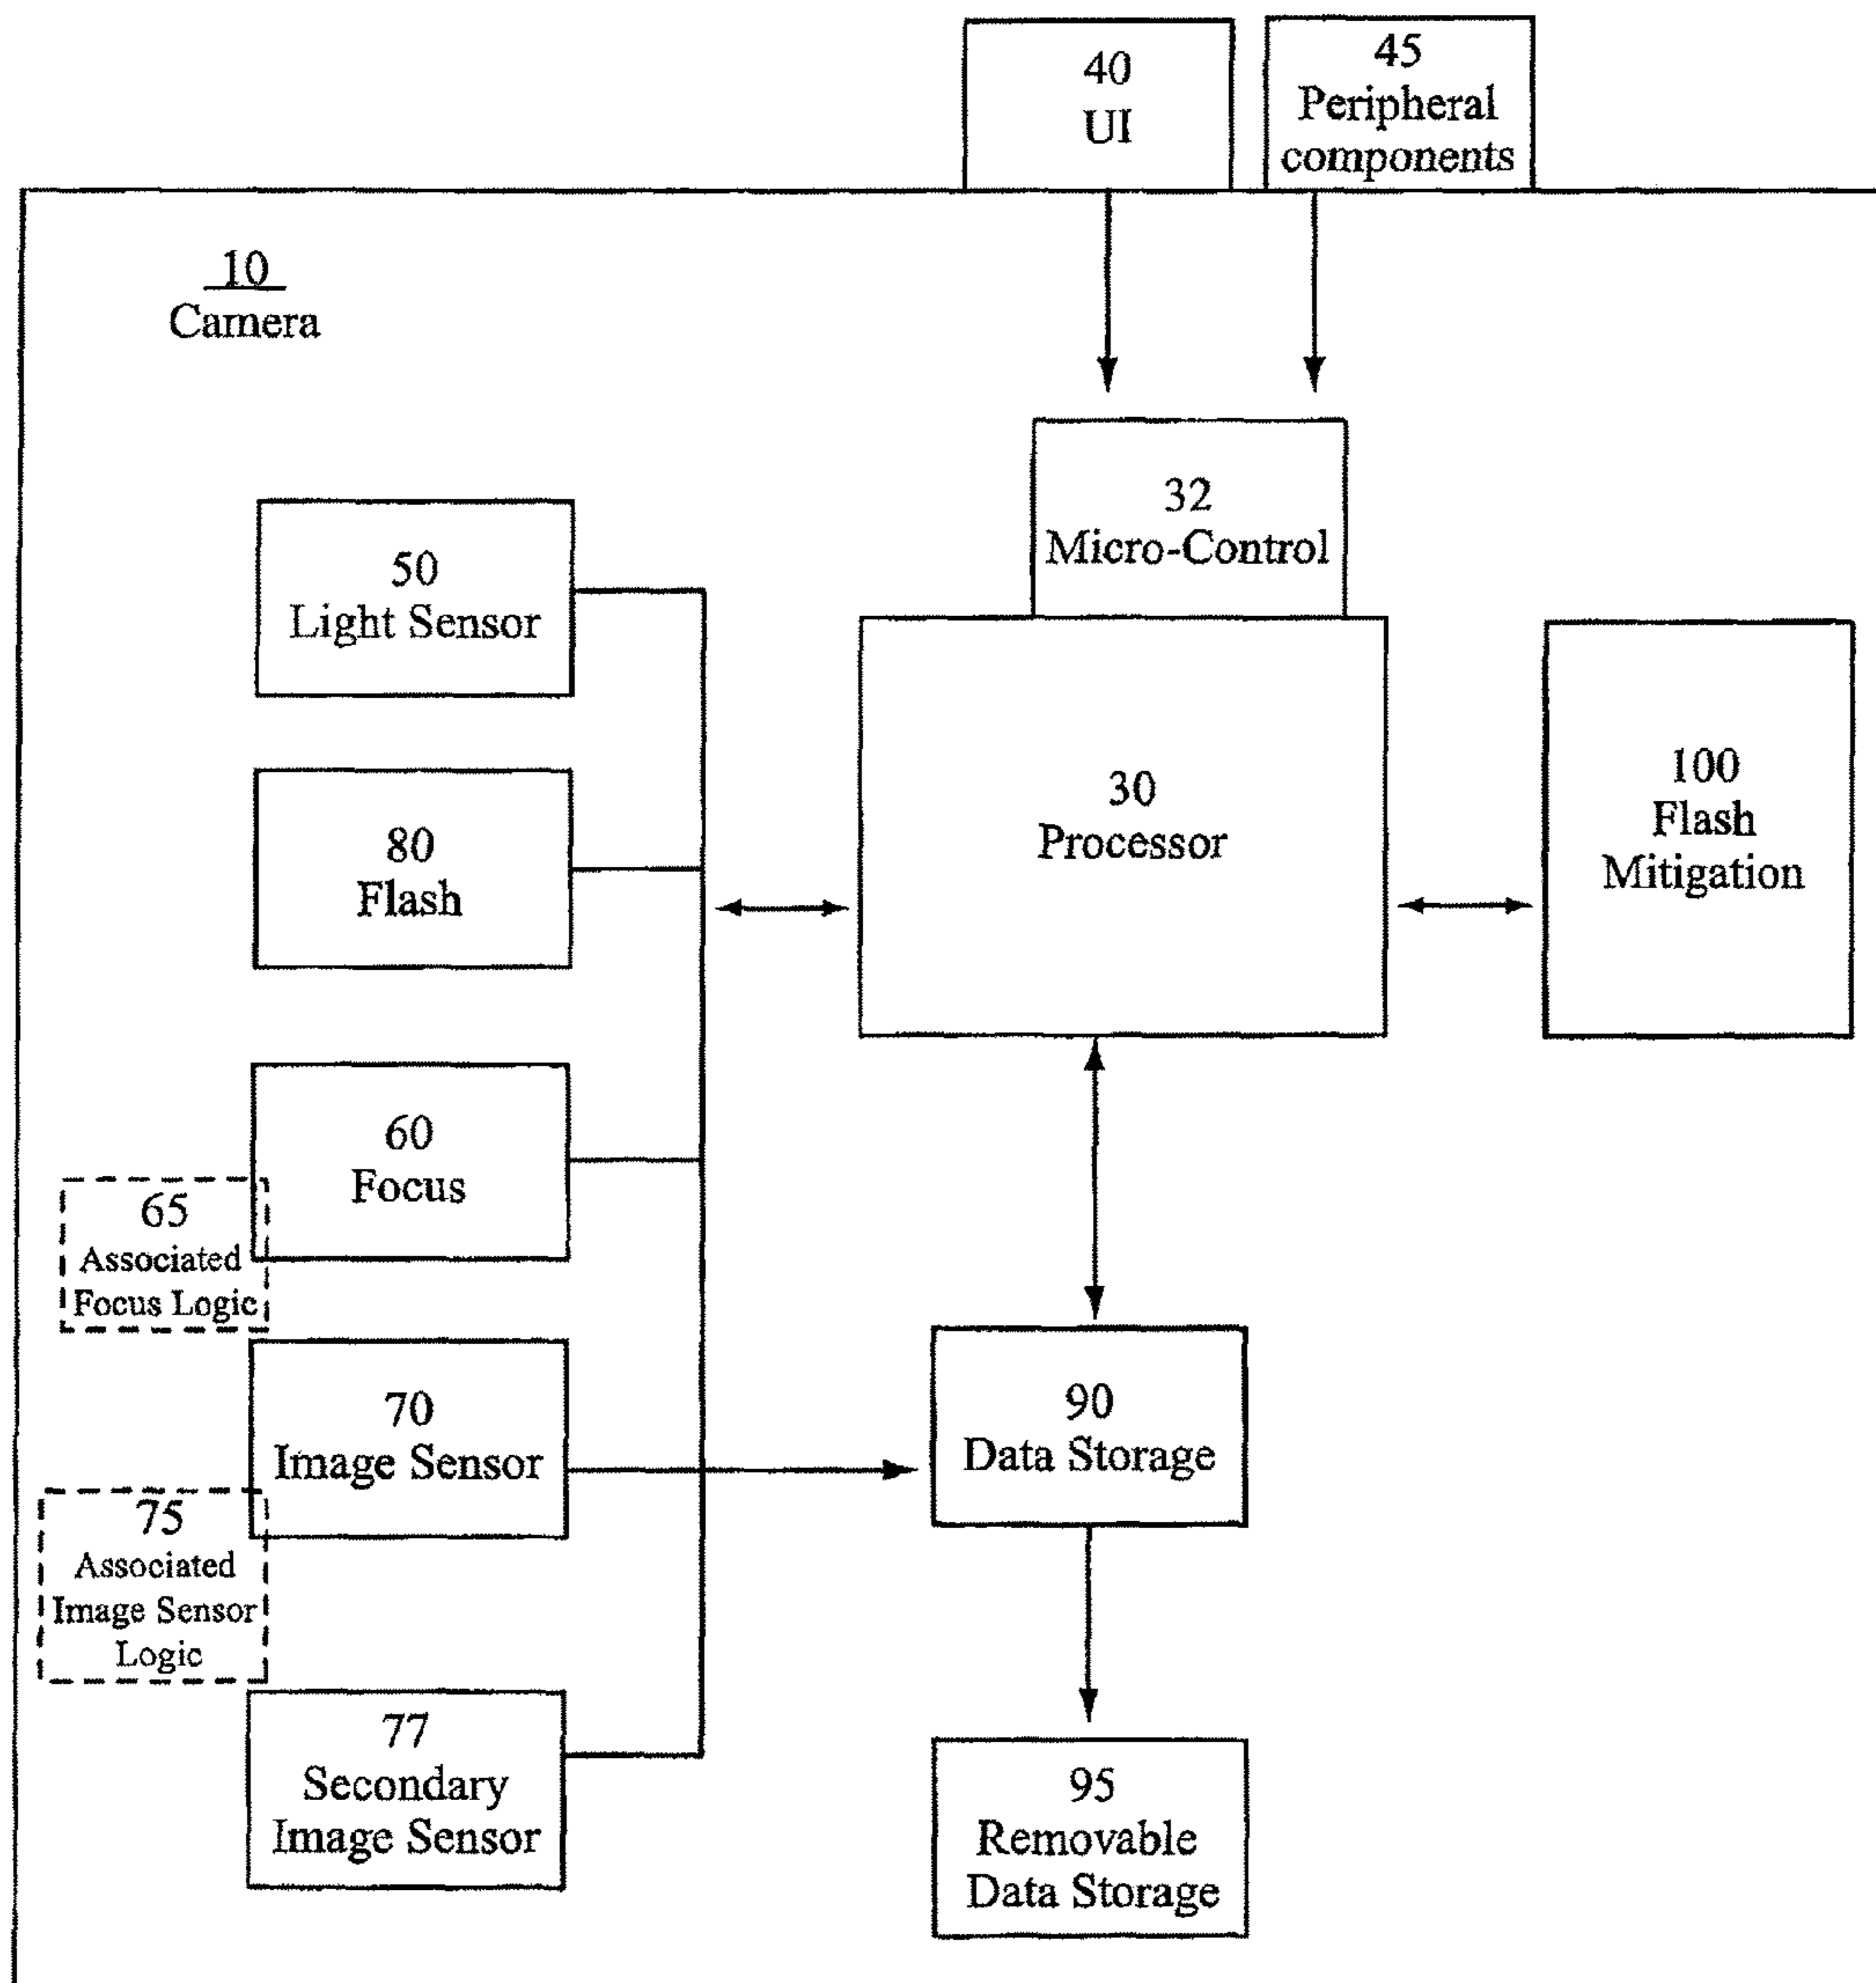 40
UI
45
Peripheral
components
10
Camera
32
Micro-Control
50
Light Sensor
30
Processor
100
Flash
Mitigation
80
Flash
60
Focus
65
Associated
Focus Logic
70
Image Sensor
90
Data Storage
75
Associated
Image Sensor
Logic
77
Secondary
Image Sensor
95
Removable
Data Storage